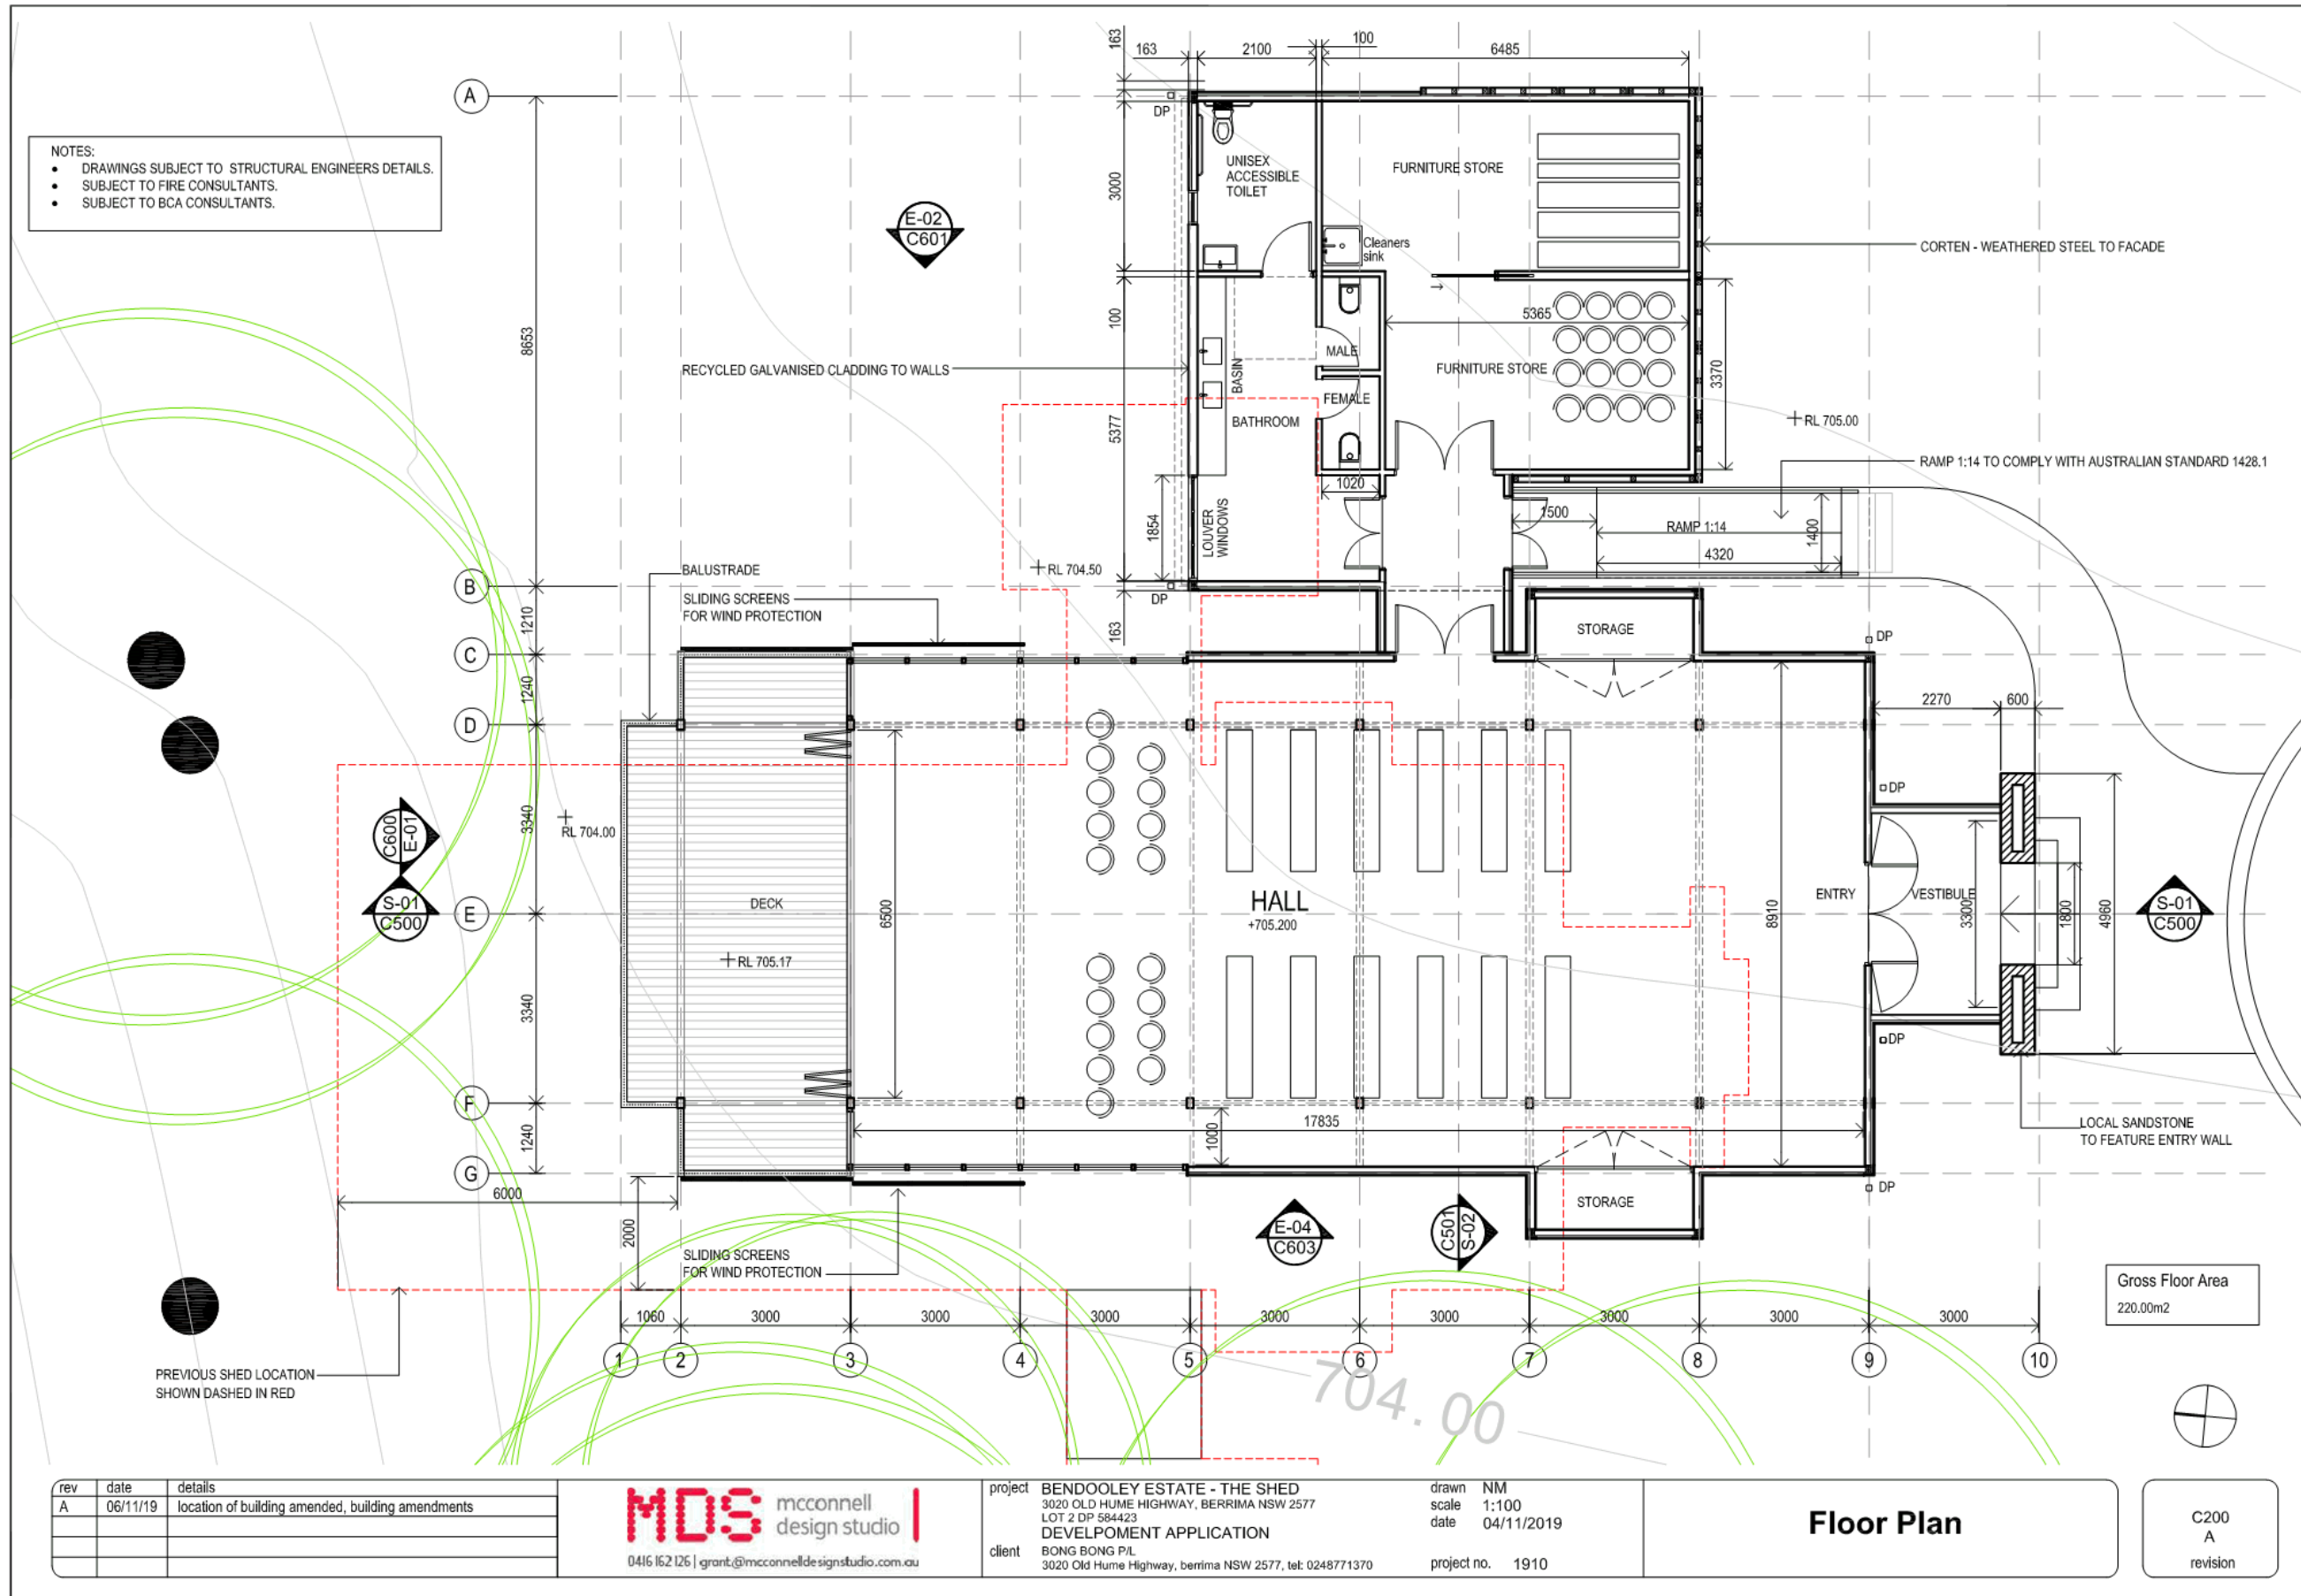 163
2100
100
6485
163
A
DP
NOTES:
• DRAWINGS SUBJECT TO STRUCTURAL ENGINEERS DETAILS.
• SUBJECT TO FIRE CONSULTANTS.
• SUBJECT TO BCA CONSULTANTS.
UNISEX
ACCESSIBLE
TOILET
FURNITURE STORE
3000
E-02
C601
Cleaners
sink
CORTEN - WEATHERED STEEL TO FACADE
8653
100
5365
MALE
RECYCLED GALVANISED CLADDING TO WALLS
BASIN
FURNITURE STORE
3370
FEMALE
5377
BATHROOM
RL 705.00
RAMP 1:14 TO COMPLY WITH AUSTRALIAN STANDARD 1428.1
1020
1854
LOUVER
WINDOWS
1500
RAMP 1:14
1400
4320
BALUSTRADE
RL 704.50
B
DP
SLIDING SCREENS
FOR WIND PROTECTION
1210
163
STORAGE
DP
C
1240
D
2270
600
DP
3340
RL 704.00
C600
E-01
S-01
C500
E
DECK
6500
HALL
+705.200
8910
ENTRY
VESTIBULE
3300
1800
4960
S-01
C500
RL 705.17
3340
DP
F
1240
1000
17835
LOCAL SANDSTONE
TO FEATURE ENTRY WALL
G
6000
DP
STORAGE
2000
E-04
C603
C501
S-02
SLIDING SCREENS
FOR WIND PROTECTION
Gross Floor Area
220.00m2
1060
3000
3000
3000
3000
3000
3000
3000
3000
1
2
3
4
5
6
7
8
9
10
PREVIOUS SHED LOCATION
SHOWN DASHED IN RED
704.00
rev date details
A 06/11/19 location of building amended, building amendments
MDS mcconnell
design studio
0416 162 126 | grant@mcconnelldesignstudio.com.au
project BENDOOLEY ESTATE - THE SHED
3020 OLD HUME HIGHWAY, BERRIMA NSW 2577
LOT 2 DP 584423
DEVELPOMENT APPLICATION
client BONG BONG P/L
3020 Old Hume Highway, berrima NSW 2577, tel: 0248771370
drawn NM
scale 1:100
date 04/11/2019
project no. 1910
Floor Plan
C200
A
revision